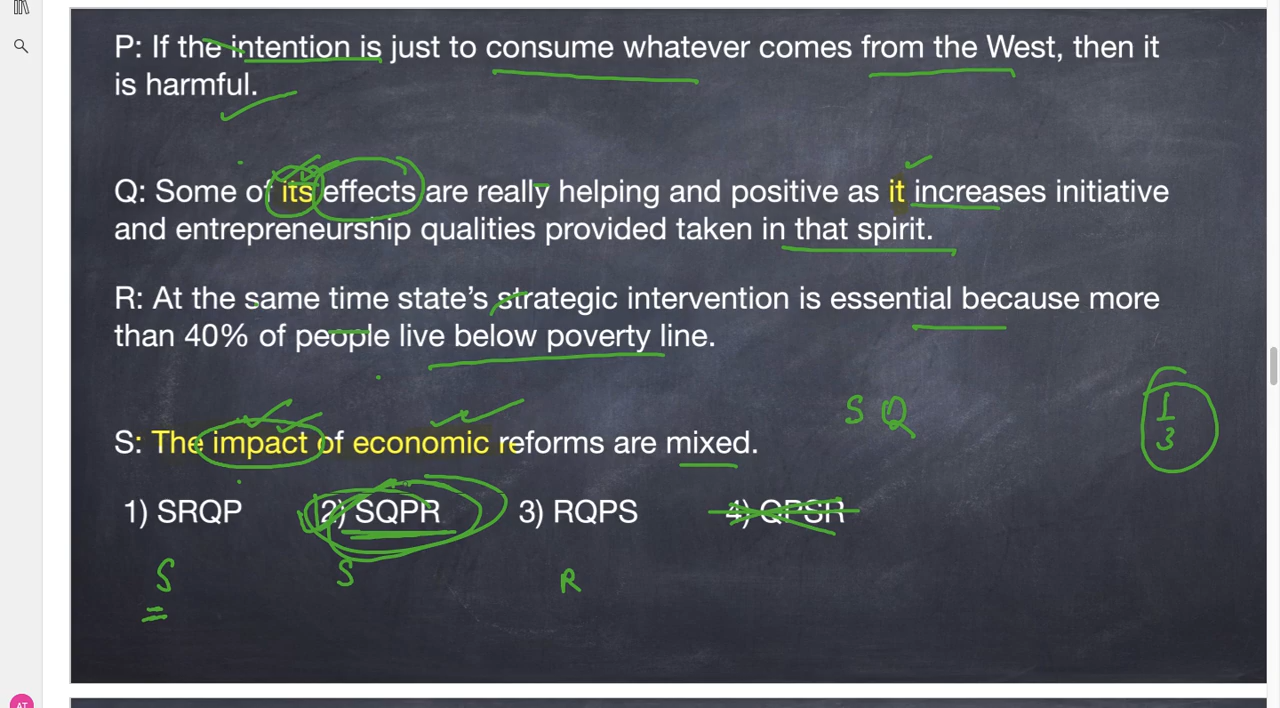 P: If the intention is just to consume whatever comes from the West, then it
is harmful.
Q: Some of its effects are really helping and positive as it increases initiative
and entrepreneurship qualities provided taken in that spirit.
R: At the same time state's strategic intervention is essential because more
than 40% of people live below poverty line.
S: The impact of economic reforms are mixed.
S Q
1
3
1) SRQP 2) SQPR 3) RQPS 4) QPSR
S S R
AT